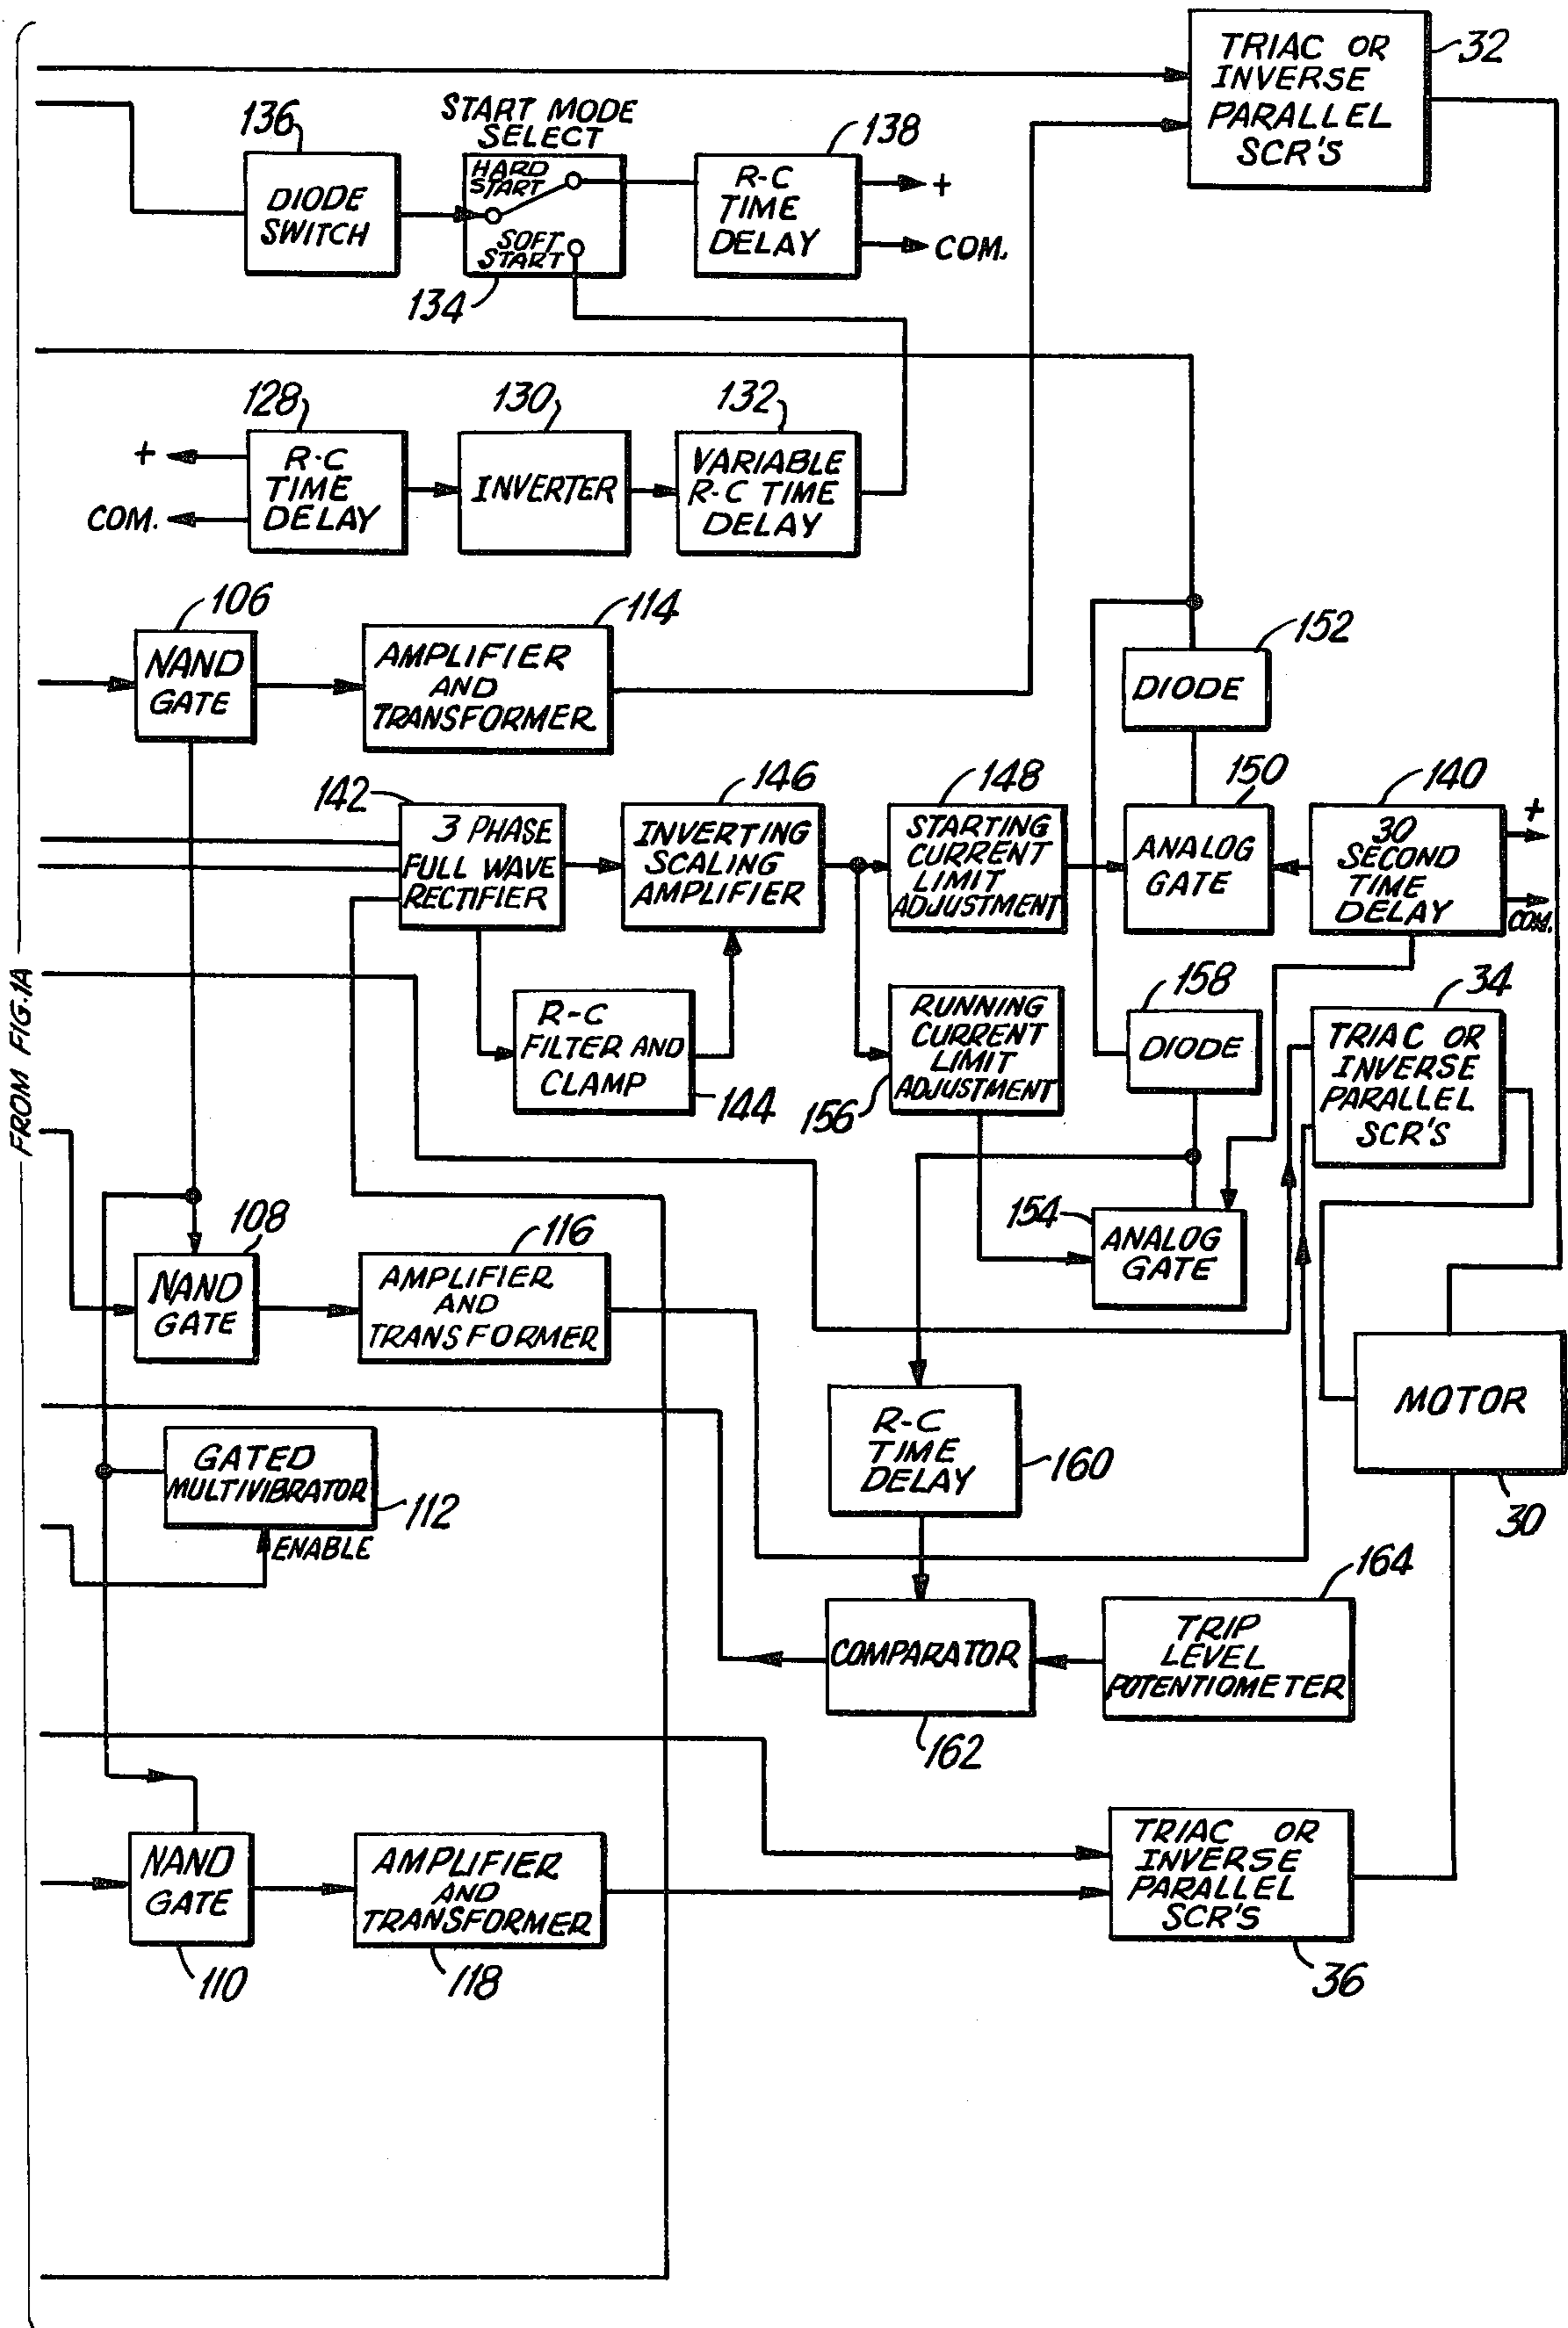 TRIAC OR
INVERSE
PARALLEL
SCR'S
32
136
DIODE
SWITCH
START MODE
SELECT
HARD
START
SOFT
START
134
138
R-C
TIME
DELAY
+
COM.
128
+
COM.
R-C
TIME
DELAY
130
INVERTER
132
VARIABLE
R-C TIME
DELAY
106
NAND
GATE
114
AMPLIFIER
AND
TRANSFORMER
152
DIODE
142
3 PHASE
FULL WAVE
RECTIFIER
146
INVERTING
SCALING
AMPLIFIER
148
STARTING
CURRENT
LIMIT
ADJUSTMENT
150
ANALOG
GATE
140
30
SECOND
TIME
DELAY
+
COM.
FROM FIG.1A
R-C
FILTER AND
CLAMP
144
RUNNING
CURRENT
LIMIT
ADJUSTMENT
156
158
DIODE
34
TRIAC OR
INVERSE
PARALLEL
SCR'S
108
NAND
GATE
116
AMPLIFIER
AND
TRANSFORMER
154
ANALOG
GATE
MOTOR
30
GATED
MULTIVIBRATOR
112
ENABLE
R-C
TIME
DELAY
160
COMPARATOR
162
164
TRIP
LEVEL
POTENTIOMETER
NAND
GATE
110
AMPLIFIER
AND
TRANSFORMER
118
TRIAC OR
INVERSE
PARALLEL
SCR'S
36